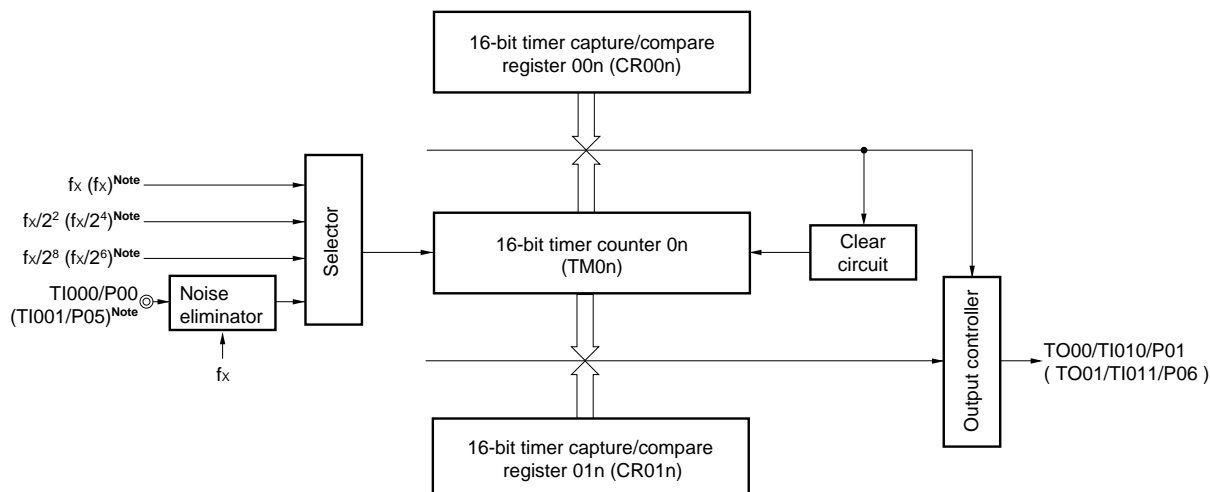 16-bit timer capture/compare
register 00n (CR00n)
fx (fx)Note
fx/2² (fx/2⁴)Note
fx/2⁸ (fx/2⁶)Note
TI000/P00
(TI001/P05)Note
Noise
eliminator
fx
Selector
16-bit timer counter 0n
(TM0n)
Clear
circuit
Output controller
TO00/TI010/P01
( TO01/TI011/P06 )
16-bit timer capture/compare
register 01n (CR01n)